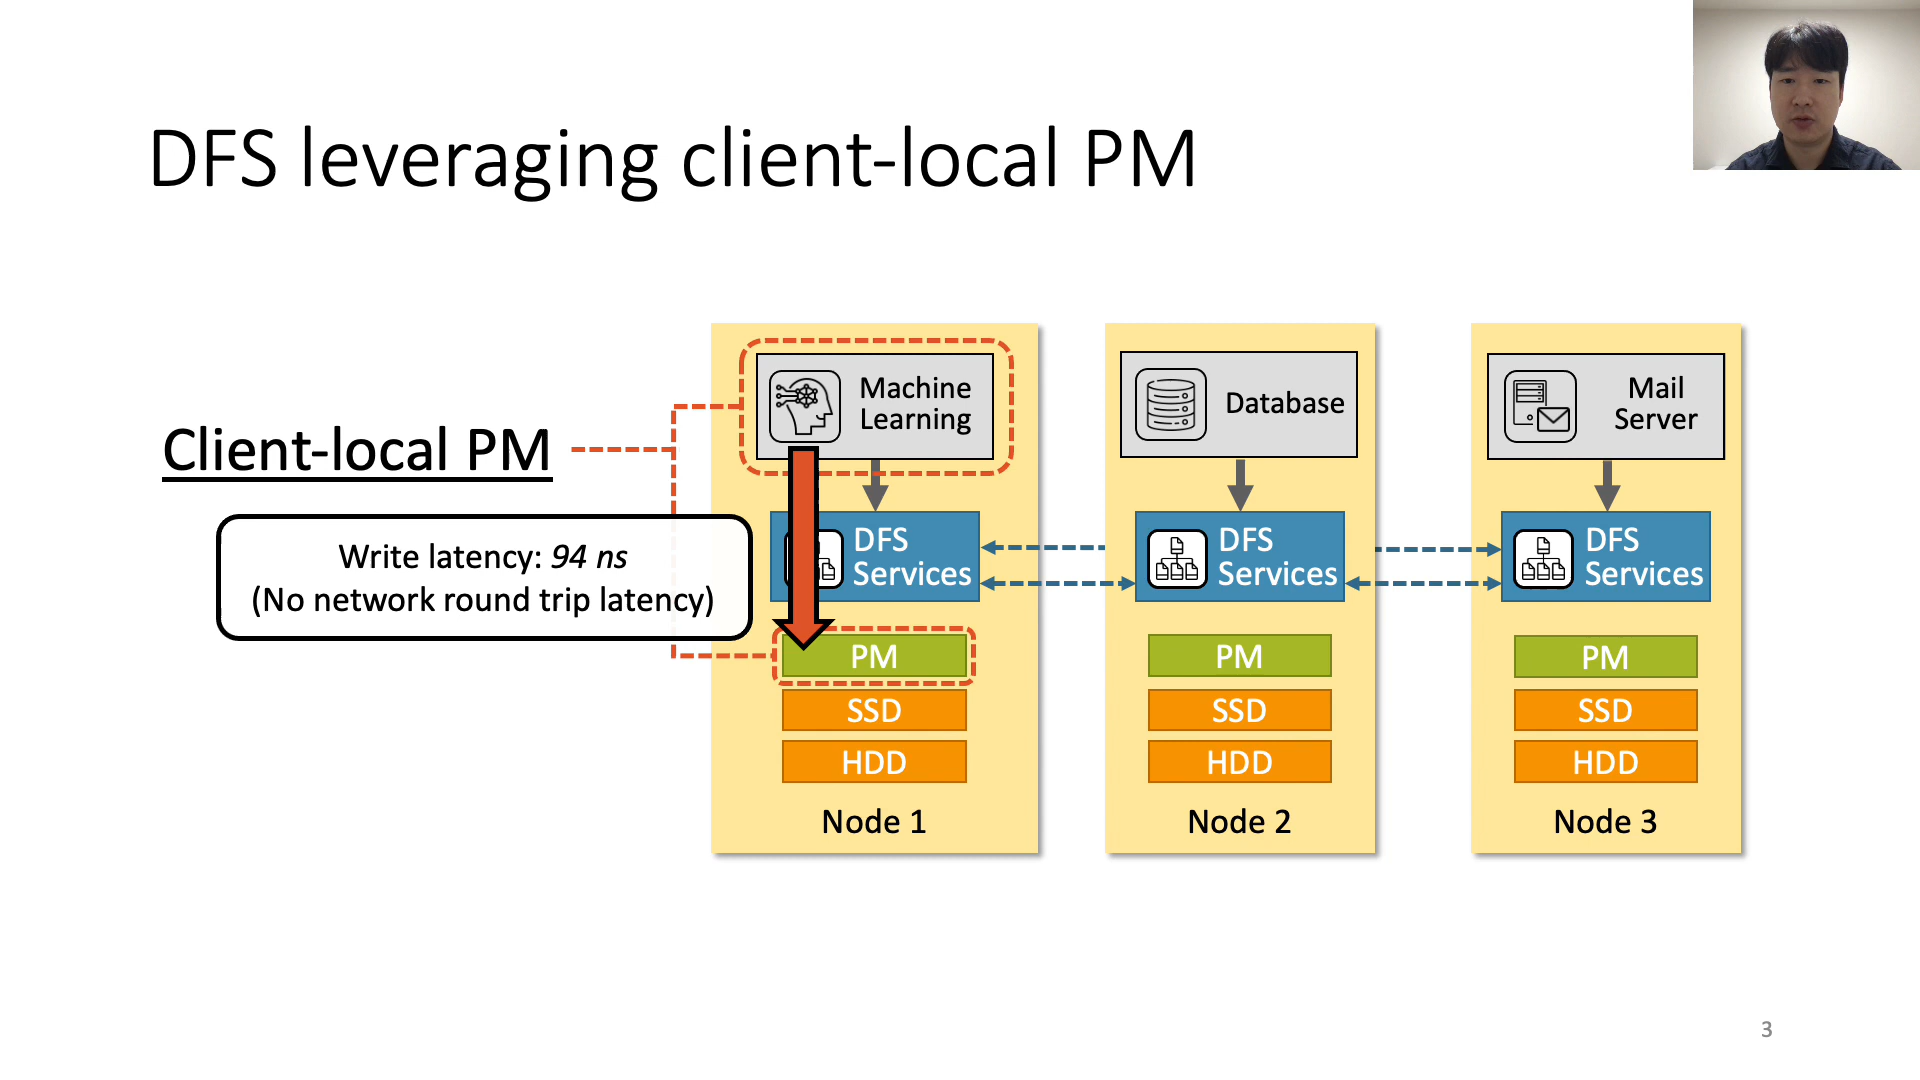 DFS leveraging client-local PM
Client-local PM
Write latency: 94 ns
(No network round trip latency)
Machine
Learning
DFS
Services
PM
SSD
HDD
Node 1
Database
DFS
Services
PM
SSD
HDD
Node 2
Mail
Server
DFS
Services
PM
SSD
HDD
Node 3
3